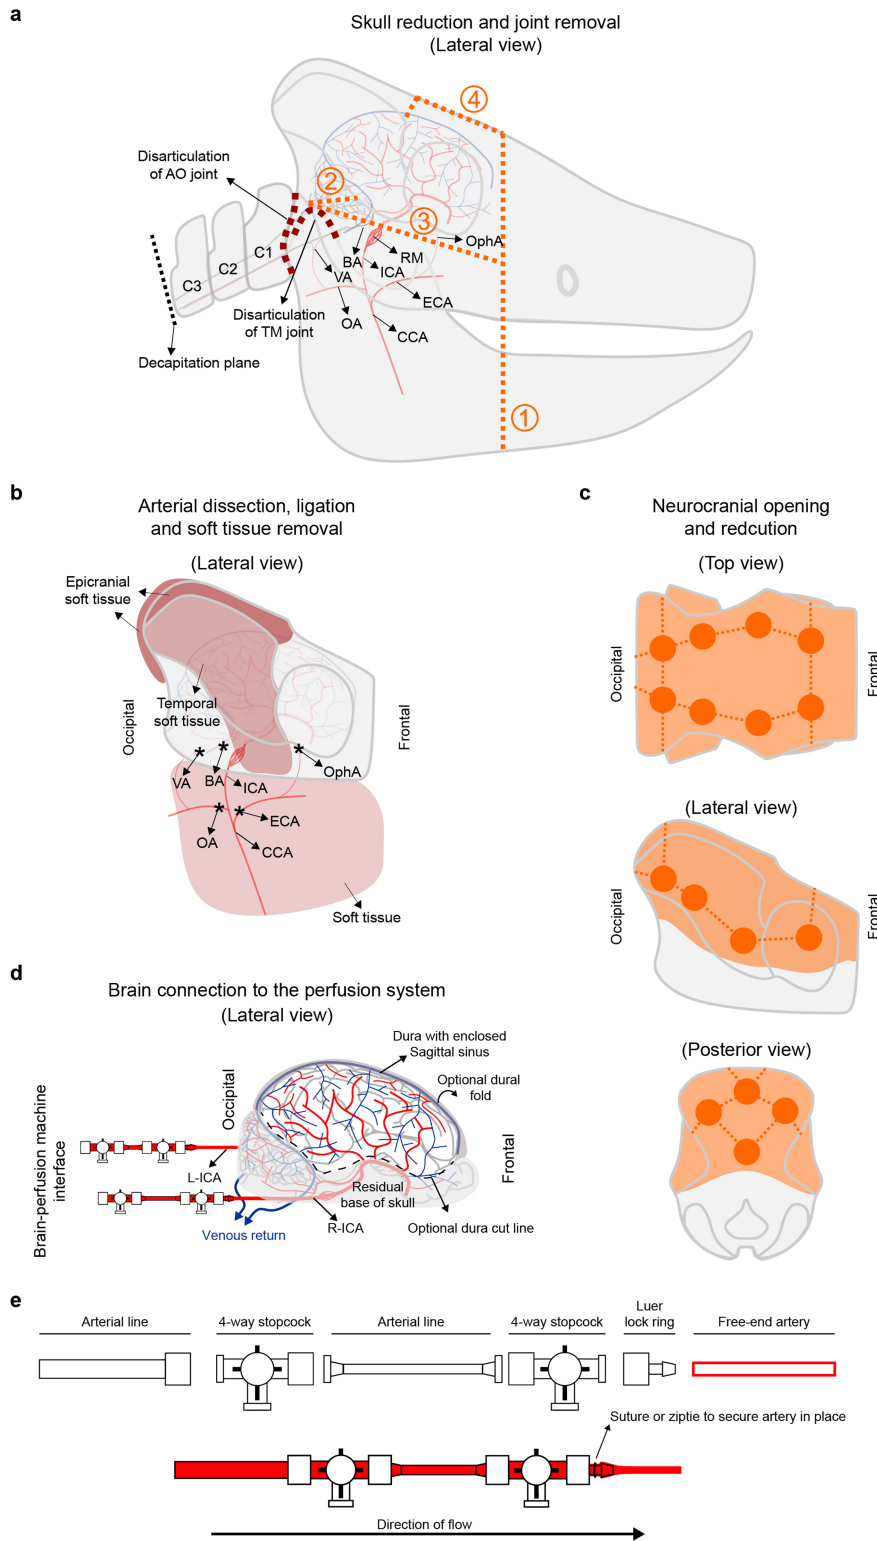 a
Skull reduction and joint removal
(Lateral view)
4
Disarticulation
of AO joint
2
3
OphA
C1
C2
C3
BA
RM
ICA
VA
ECA
Disarticulation
of TM joint
OA
CCA
Decapitation plane
1
b
Arterial dissection, ligation
and soft tissue removal
(Lateral view)
Epicranial
soft tissue
Occipital
Temporal
soft tissue
Frontal
*
*
*
VA
BA
ICA
OphA
*
*
ECA
OA
CCA
Soft tissue
c
Neurocranial opening
and redcution
(Top view)
Occipital
Frontal
(Lateral view)
Occipital
Frontal
(Posterior view)
d
Brain connection to the perfusion system
(Lateral view)
Dura with enclosed
Sagittal sinus
Occipital
Optional dural
fold
Brain-perfusion machine
interface
Frontal
L-ICA
Residual
base of skull
Venous return
R-ICA
Optional dura cut line
e
Arterial line
4-way stopcock
Arterial line
4-way stopcock
Luer
lock ring
Free-end artery
Suture or ziptie to secure artery in place
Direction of flow